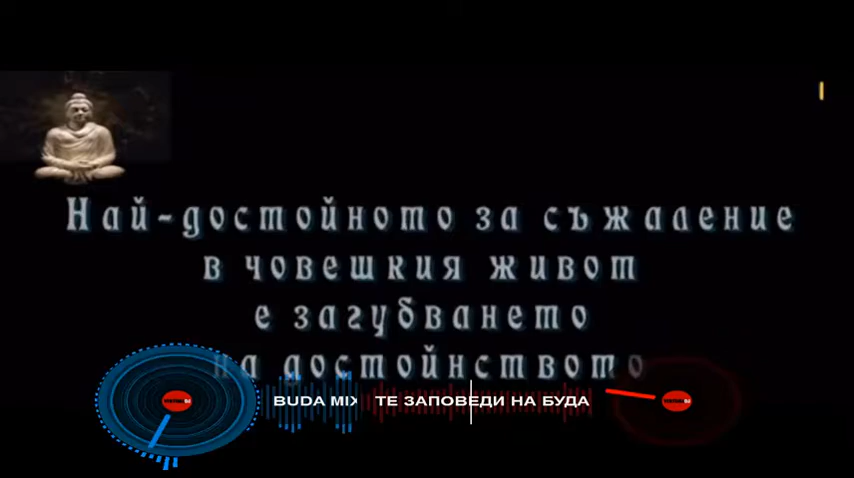 Най-достойното за съжаление
в човешкия живот
е загубването
на достойнството
BUDA MIX ТЕ ЗАПОВЕДИ НА БУДА